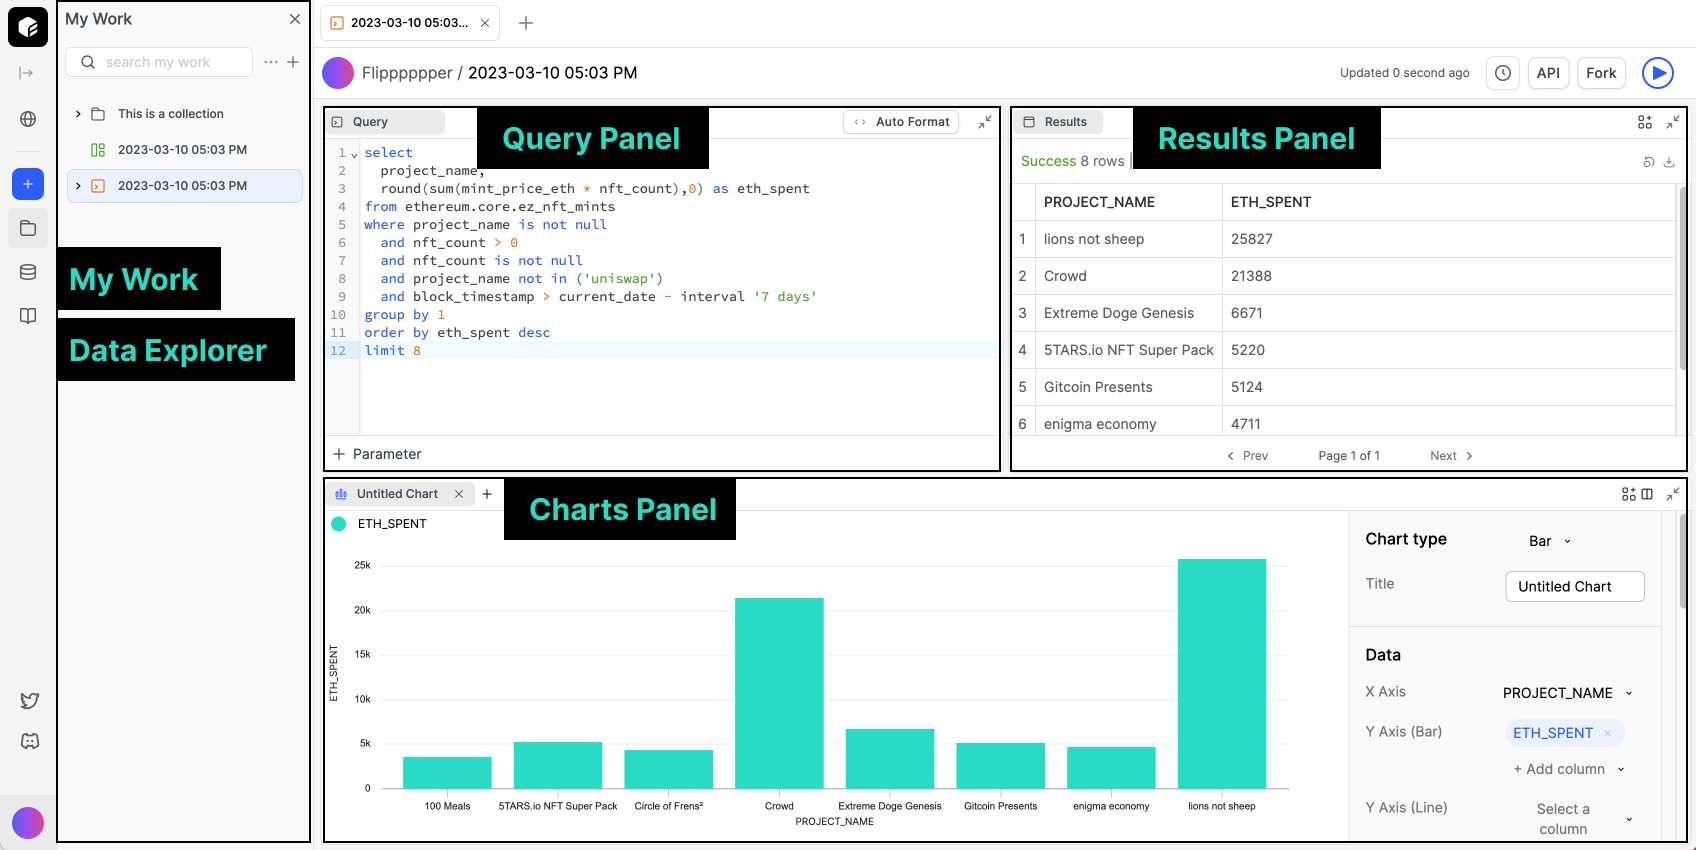 My Work
search my work
This is a collection
2023-03-10 05:03 PM
2023-03-10 05:03 PM
My Work
Data Explorer
2023-03-10 05:03...
Flipppppper / 2023-03-10 05:03 PM
Updated 0 second ago
API
Fork
Query
Query Panel
Auto Format
1 select
2 project_name,
3 round(sum(mint_price_eth * nft_count),0) as eth_spent
4 from ethereum.core.ez_nft_mints
5 where project_name is not null
6 and nft_count > 0
7 and nft_count is not null
8 and project_name not in ('uniswap')
9 and block_timestamp > current_date - interval '7 days'
10 group by 1
11 order by eth_spent desc
12 limit 8
+ Parameter
Results
Results Panel
Success 8 rows
PROJECT_NAME ETH_SPENT
1 lions not sheep 25827
2 Crowd 21388
3 Extreme Doge Genesis 6671
4 5TARS.io NFT Super Pack 5220
5 Gitcoin Presents 5124
6 enigma economy 4711
Prev Page 1 of 1 Next
Untitled Chart
Charts Panel
ETH_SPENT
25k
20k
15k
10k
5k
0
ETH_SPENT
100 Meals 5TARS.io NFT Super Pack Circle of Frens² Crowd Extreme Doge Genesis Gitcoin Presents enigma economy lions not sheep
PROJECT_NAME
Chart type Bar
Title Untitled Chart
Data
X Axis PROJECT_NAME
Y Axis (Bar) ETH_SPENT ×
+ Add column
Y Axis (Line) Select a
column